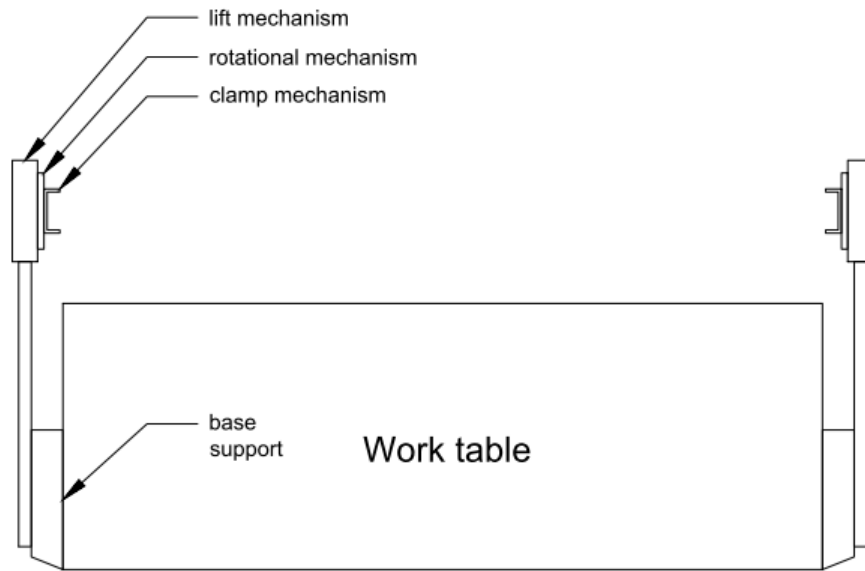 lift mechanism
rotational mechanism
clamp mechanism
base
support
Work table